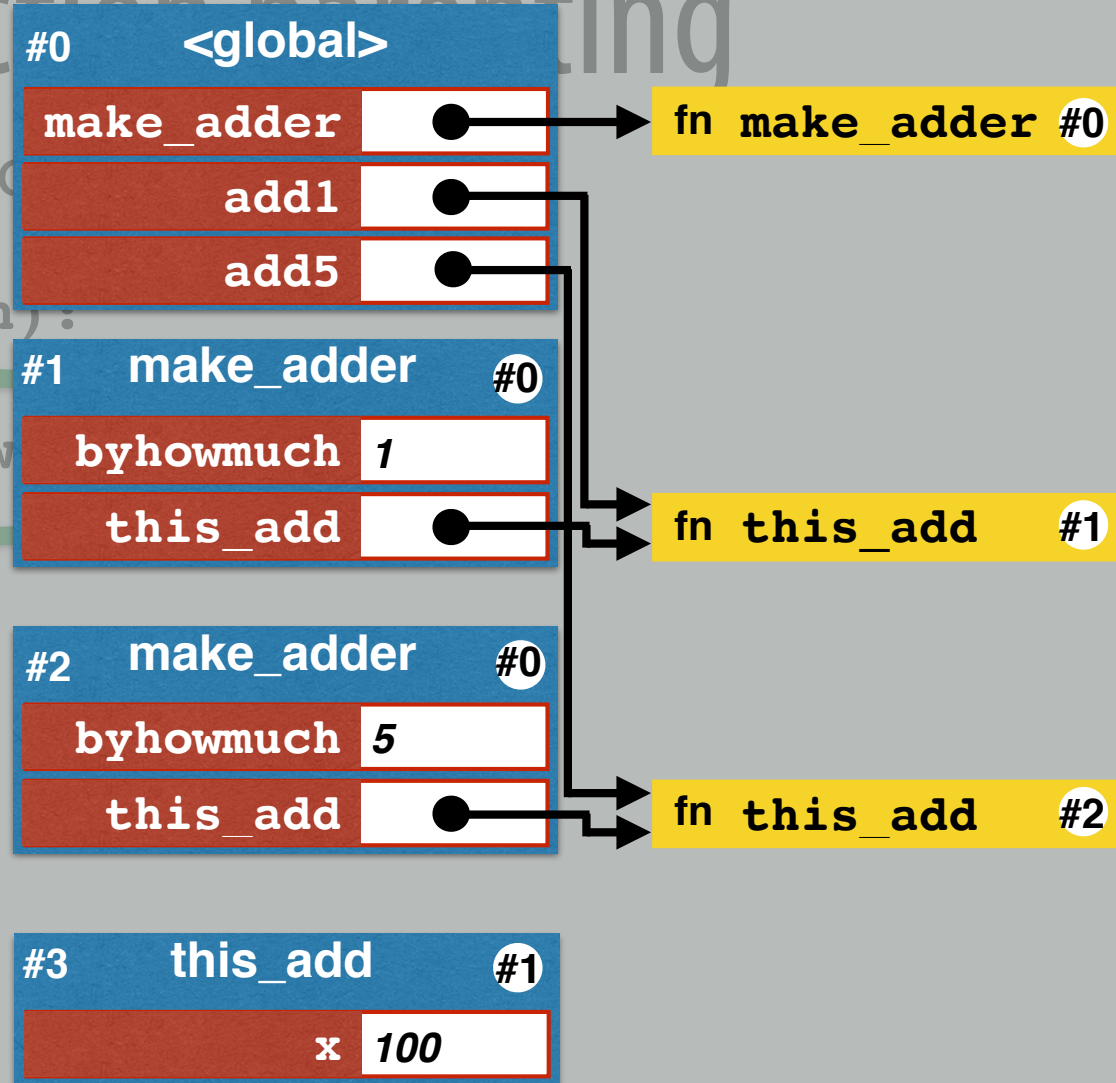 #0 <global>
make_adder
add1
add5
fn make_adder #0
#1 make_adder #0
byhowmuch 1
this_add
fn this_add #1
#2 make_adder #0
byhowmuch 5
this_add
fn this_add #2
#3 this_add #1
x 100